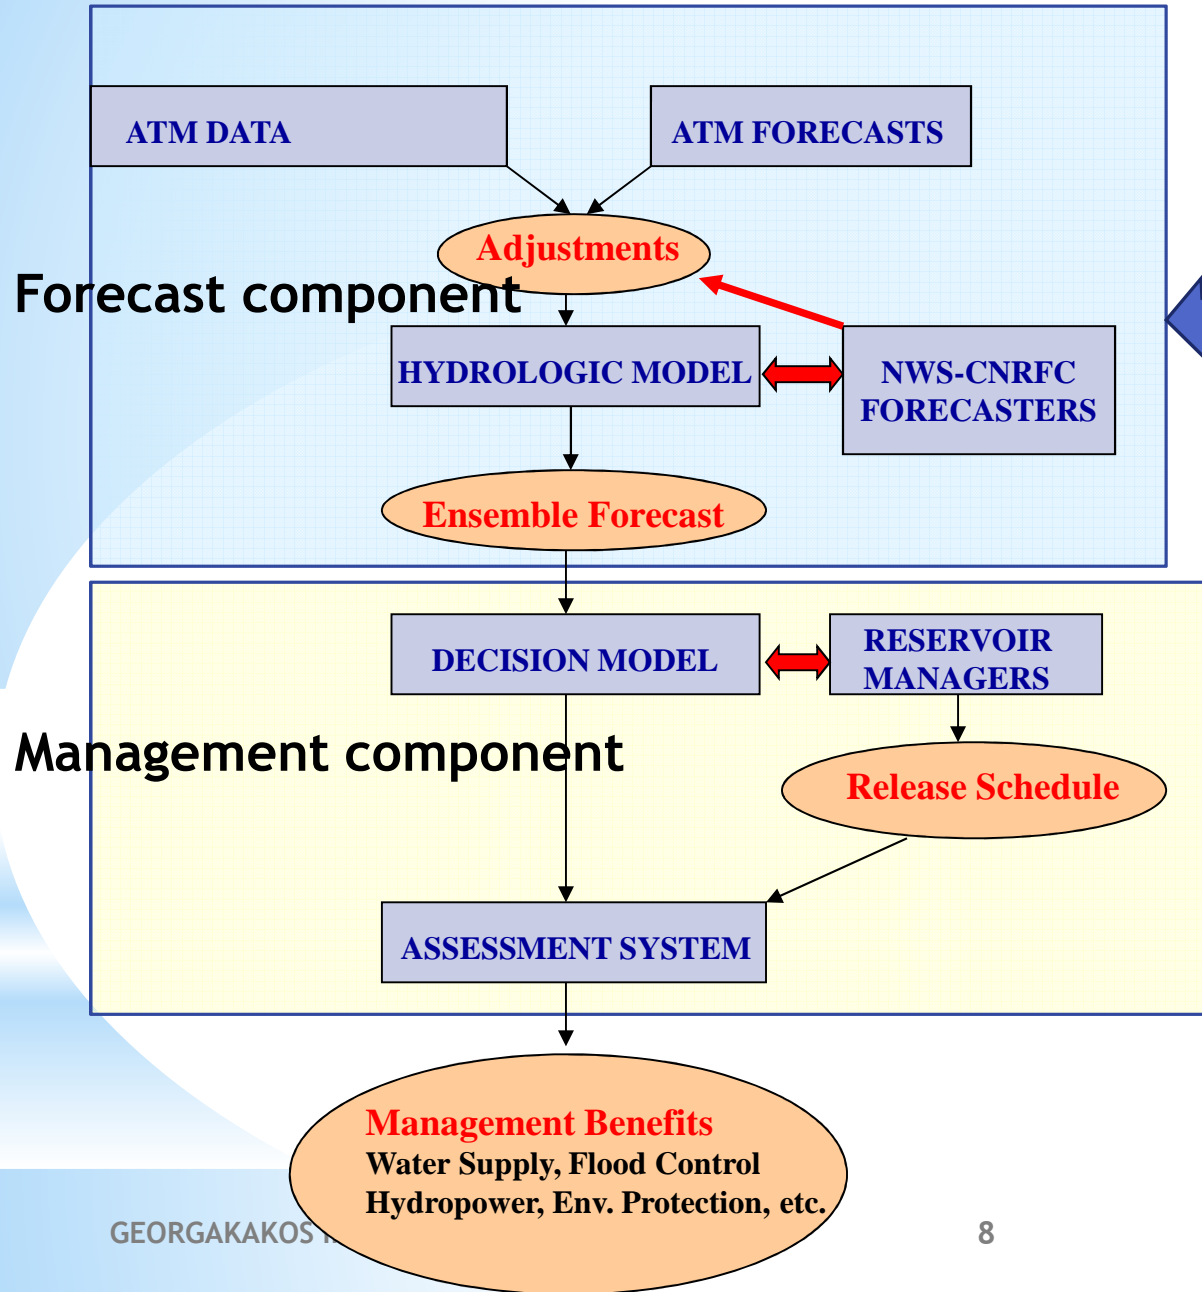 ATM DATA
ATM FORECASTS
Adjustments
Forecast component
HYDROLOGIC MODEL
NWS-CNRFC
FORECASTERS
Ensemble Forecast
DECISION MODEL
RESERVOIR
MANAGERS
Management component
Release Schedule
ASSESSMENT SYSTEM
Management Benefits
Water Supply, Flood Control
Hydropower, Env. Protection, etc.
GEORGAKAKOS
8